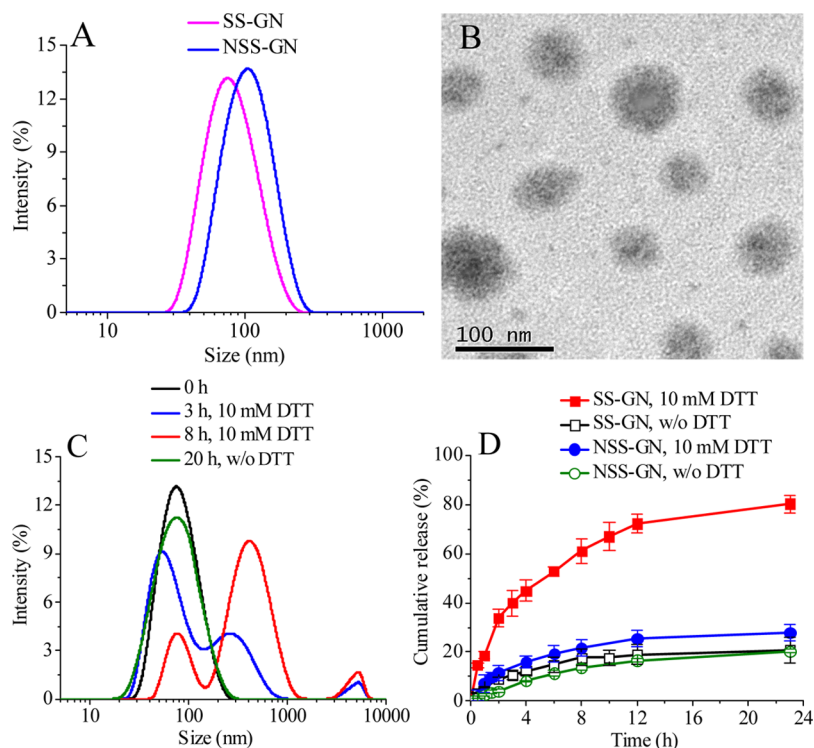 A
SS-GN
NSS-GN
Intensity (%)
15
12
9
6
3
0
10
100
1000
Size (nm)
B
100 nm
C
0 h
3 h, 10 mM DTT
8 h, 10 mM DTT
20 h, w/o DTT
Intensity (%)
15
12
9
6
3
0
10
100
1000
10000
Size (nm)
D
SS-GN, 10 mM DTT
SS-GN, w/o DTT
NSS-GN, 10 mM DTT
NSS-GN, w/o DTT
Cumulative release (%)
100
80
60
40
20
0
0
4
8
12
16
20
24
Time (h)